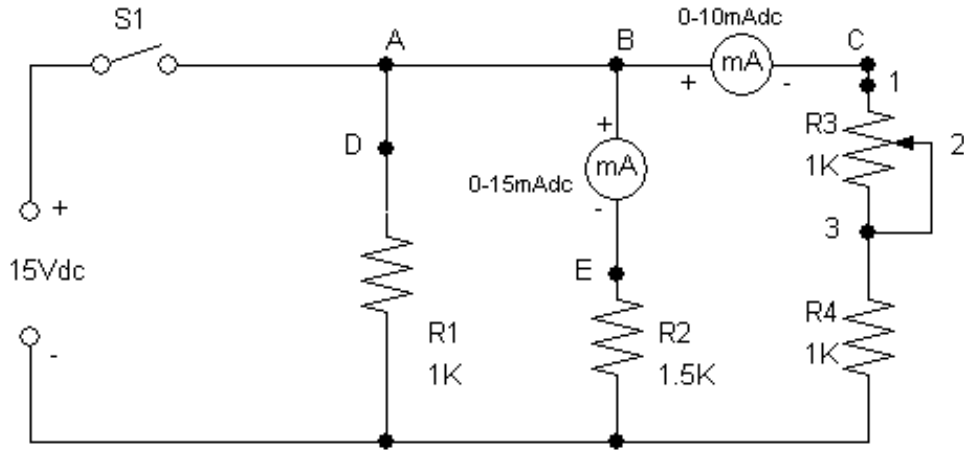 S1
A
B
0-10mAdc
C
mA
+
-
1
D
R3
1K
2
+
mA
0-15mAdc
-
3
+
15Vdc
-
E
R1
1K
R2
1.5K
R4
1K